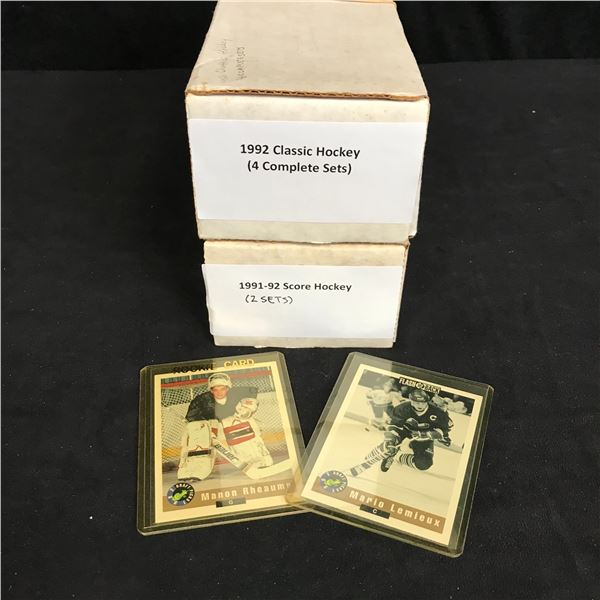 1992 Classic Hockey
(4 Complete Sets)
1991-92 Score Hockey
(2 SETS)
ROOKIE CARD
Manon Rheaume
G
FLASH BACK
Mario Lemieux
C